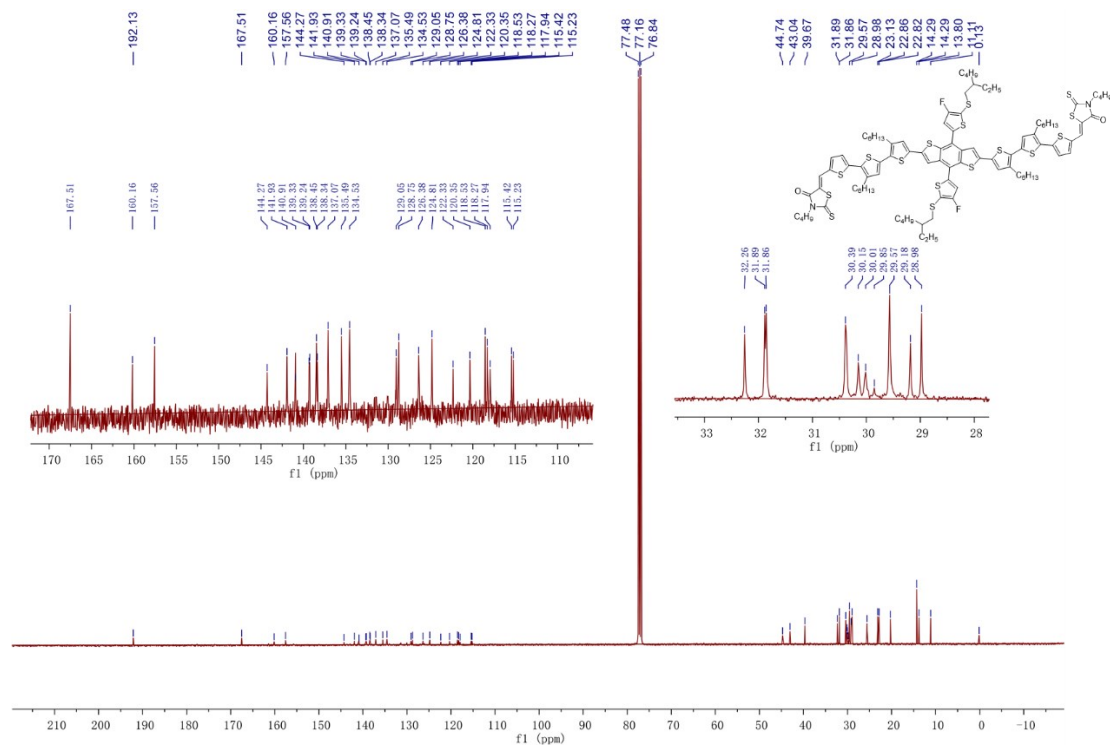 192.13
167.51
160.16
157.56
144.27
141.93
140.91
139.33
139.24
138.45
138.34
137.07
135.49
134.53
129.05
128.75
126.38
124.81
122.33
120.35
118.53
118.27
117.94
115.42
115.23
77.48
77.16
76.84
44.74
43.04
39.67
31.89
31.86
29.57
28.98
23.13
22.86
22.82
14.29
14.29
13.80
11.11
0.13
C4H9
C2H5
S
F
S
C6H13
S
S
S
S
S
S
C6H13
S
S
S
N
C4H9
O
S
C6H13
C6H13
O
N
S
S
C4H9
S
S
F
C4H9
C2H5
167.51
160.16
157.56
144.27
141.93
140.91
139.33
139.24
138.45
138.34
137.07
135.49
134.53
129.05
128.75
126.38
124.81
122.33
120.35
118.53
118.27
117.94
115.42
115.23
170 165 160 155 150 145 140 135 130 125 120 115 110
f1 (ppm)
32.26
31.89
31.86
30.39
30.15
30.01
29.85
29.57
29.18
28.98
33 32 31 30 29 28
f1 (ppm)
210 200 190 180 170 160 150 140 130 120 110 100 90 80 70 60 50 40 30 20 10 0 -10
f1 (ppm)